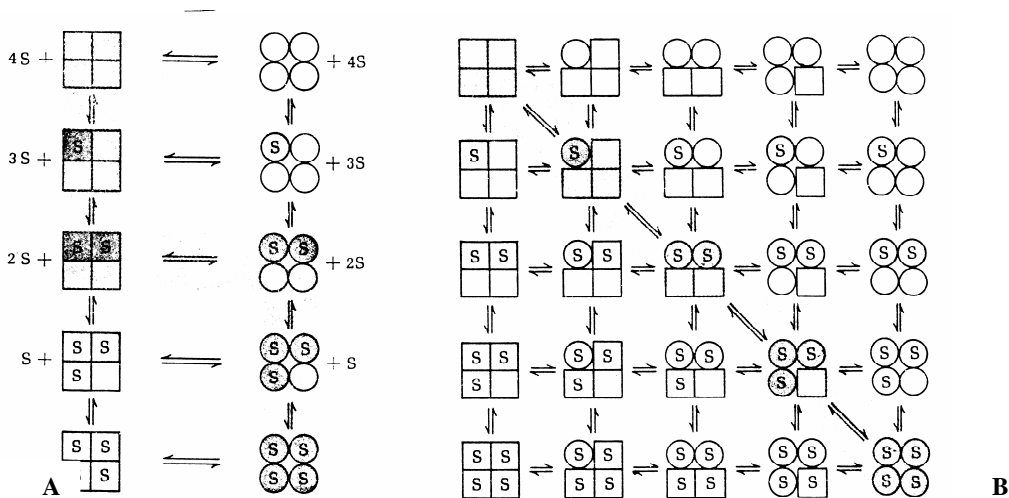 4S + + 4S
3S + S S + 3S
2S + S S S S + 2S
S S S S
S + + S
S S
S S S S
S S S
A
S S S S S
S S S S S S S S S S
S S S S S S S S S S
S S S S S
S S S S S S S S S S
S S S S S S S S S S
B